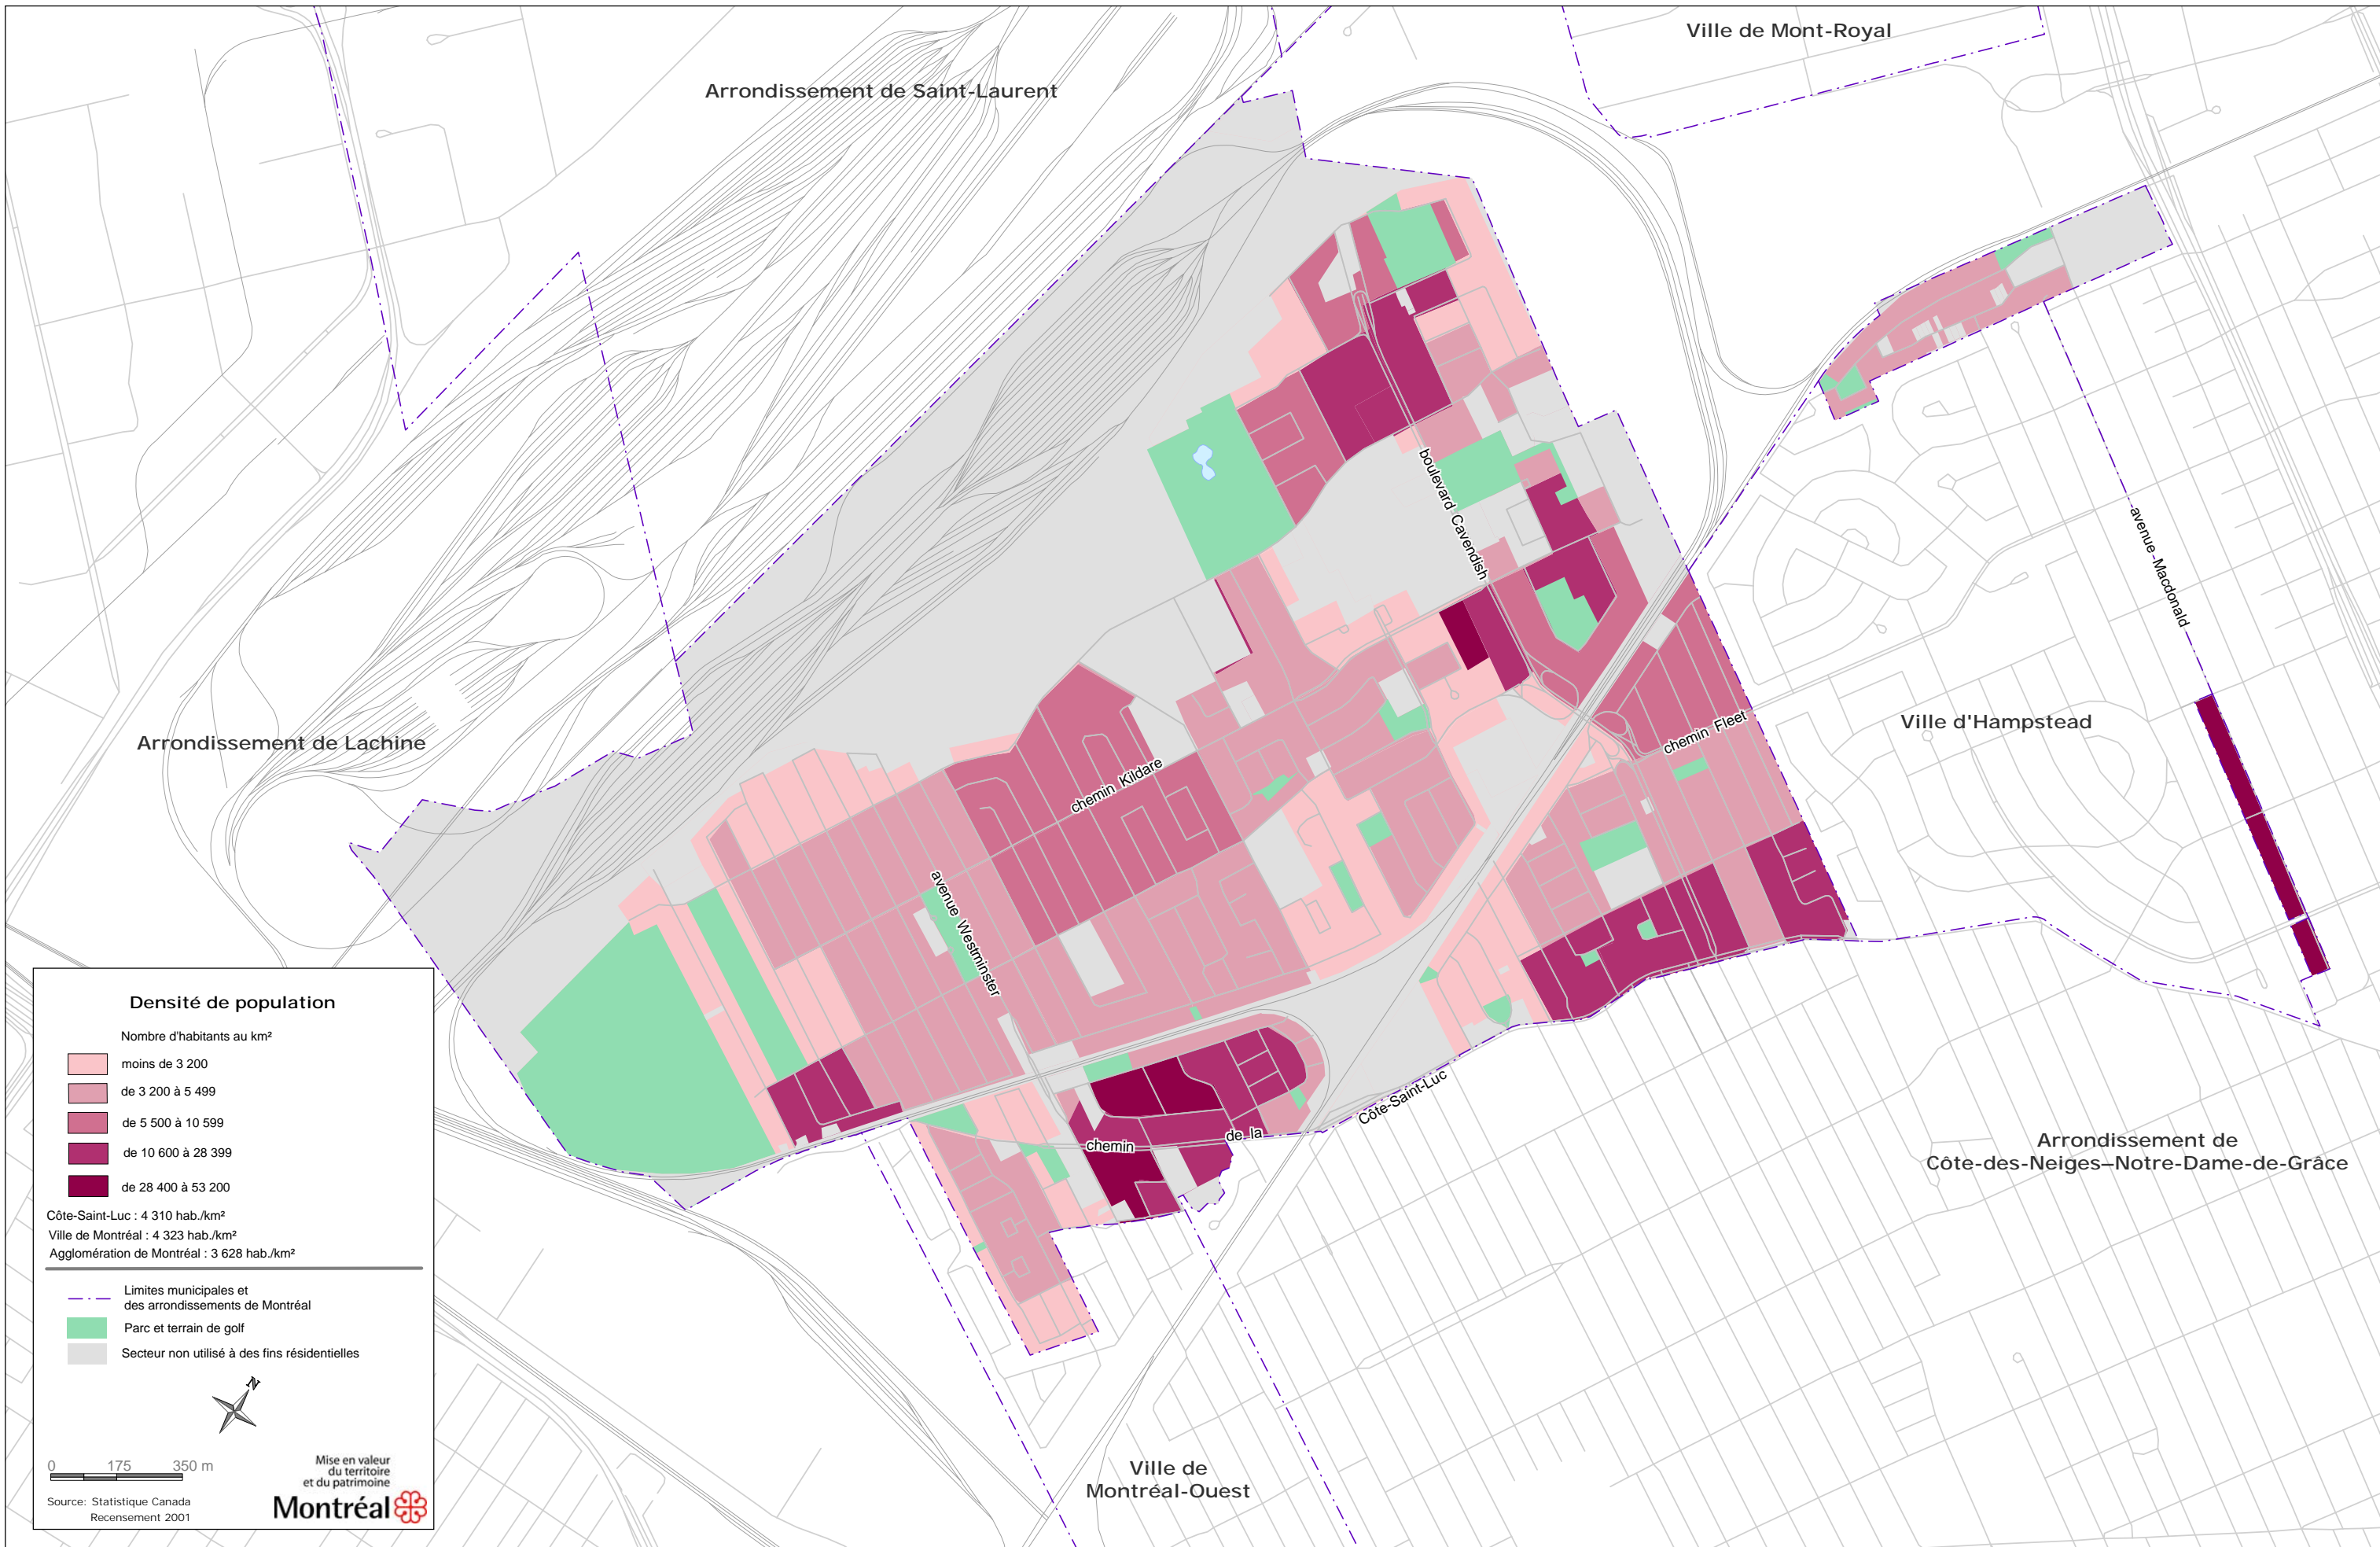 Ville de Mont-Royal
Arrondissement de Saint-Laurent
boulevard Cavendish
avenue Macdonald
Arrondissement de Lachine
Ville d'Hampstead
chemin Fleet
chemin Kildare
avenue Westminster
chemin de la Côte-Saint-Luc
Arrondissement de
Côte-des-Neiges–Notre-Dame-de-Grâce
Ville de
Montréal-Ouest
Densité de population
Nombre d'habitants au km²
moins de 3 200
de 3 200 à 5 499
de 5 500 à 10 599
de 10 600 à 28 399
de 28 400 à 53 200
Côte-Saint-Luc : 4 310 hab./km²
Ville de Montréal : 4 323 hab./km²
Agglomération de Montréal : 3 628 hab./km²
Limites municipales et
des arrondissements de Montréal
Parc et terrain de golf
Secteur non utilisé à des fins résidentielles
N
0 175 350 m
Source: Statistique Canada
Recensement 2001
Mise en valeur
du territoire
et du patrimoine
Montréal